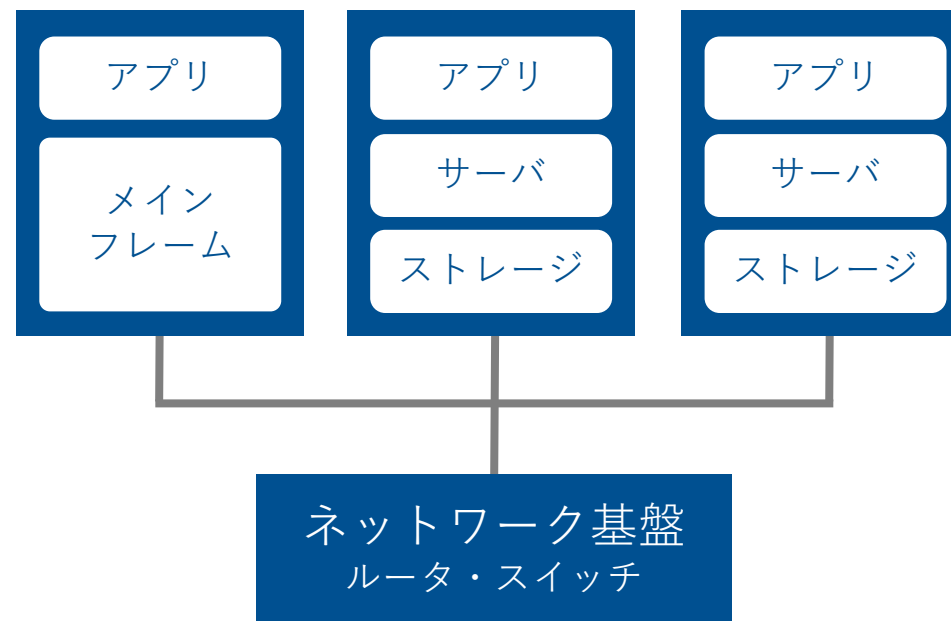 アプリ
メイン
フレーム
アプリ
サーバ
ストレージ
アプリ
サーバ
ストレージ
ネットワーク基盤
ルータ・スイッチ